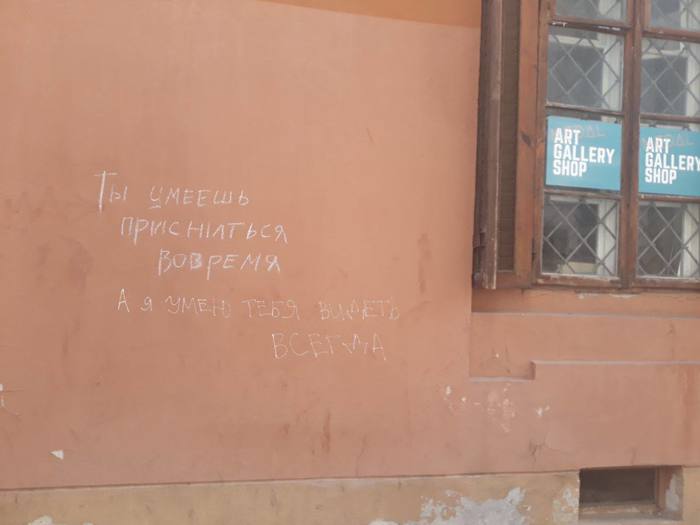 Ты умеешь
присниться
вовремя
А я умею тебя видеть
всегда
ART
GALLERY
SHOP
ART
GALLERY
SHOP